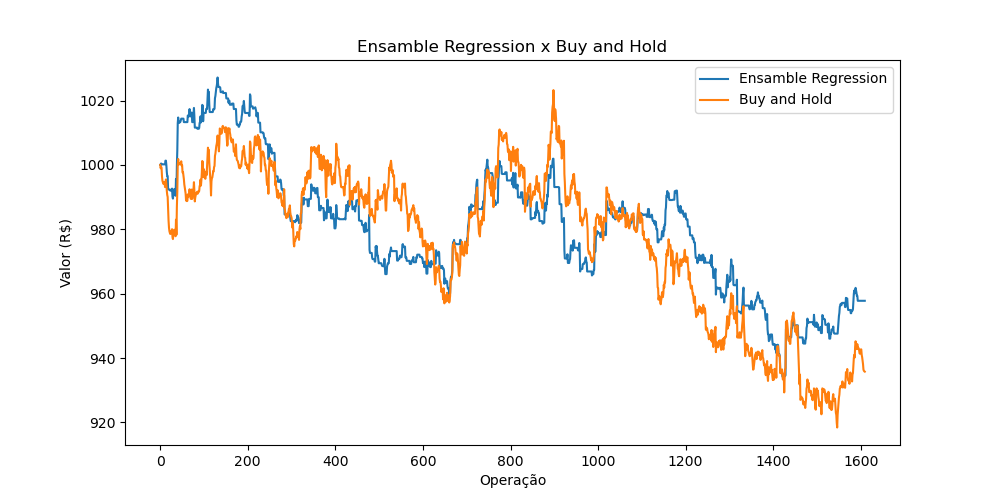 Ensamble Regression x Buy and Hold
Ensamble Regression
Buy and Hold
Valor (R$)
1020
1000
980
960
940
920
0 200 400 600 800 1000 1200 1400 1600
Operação